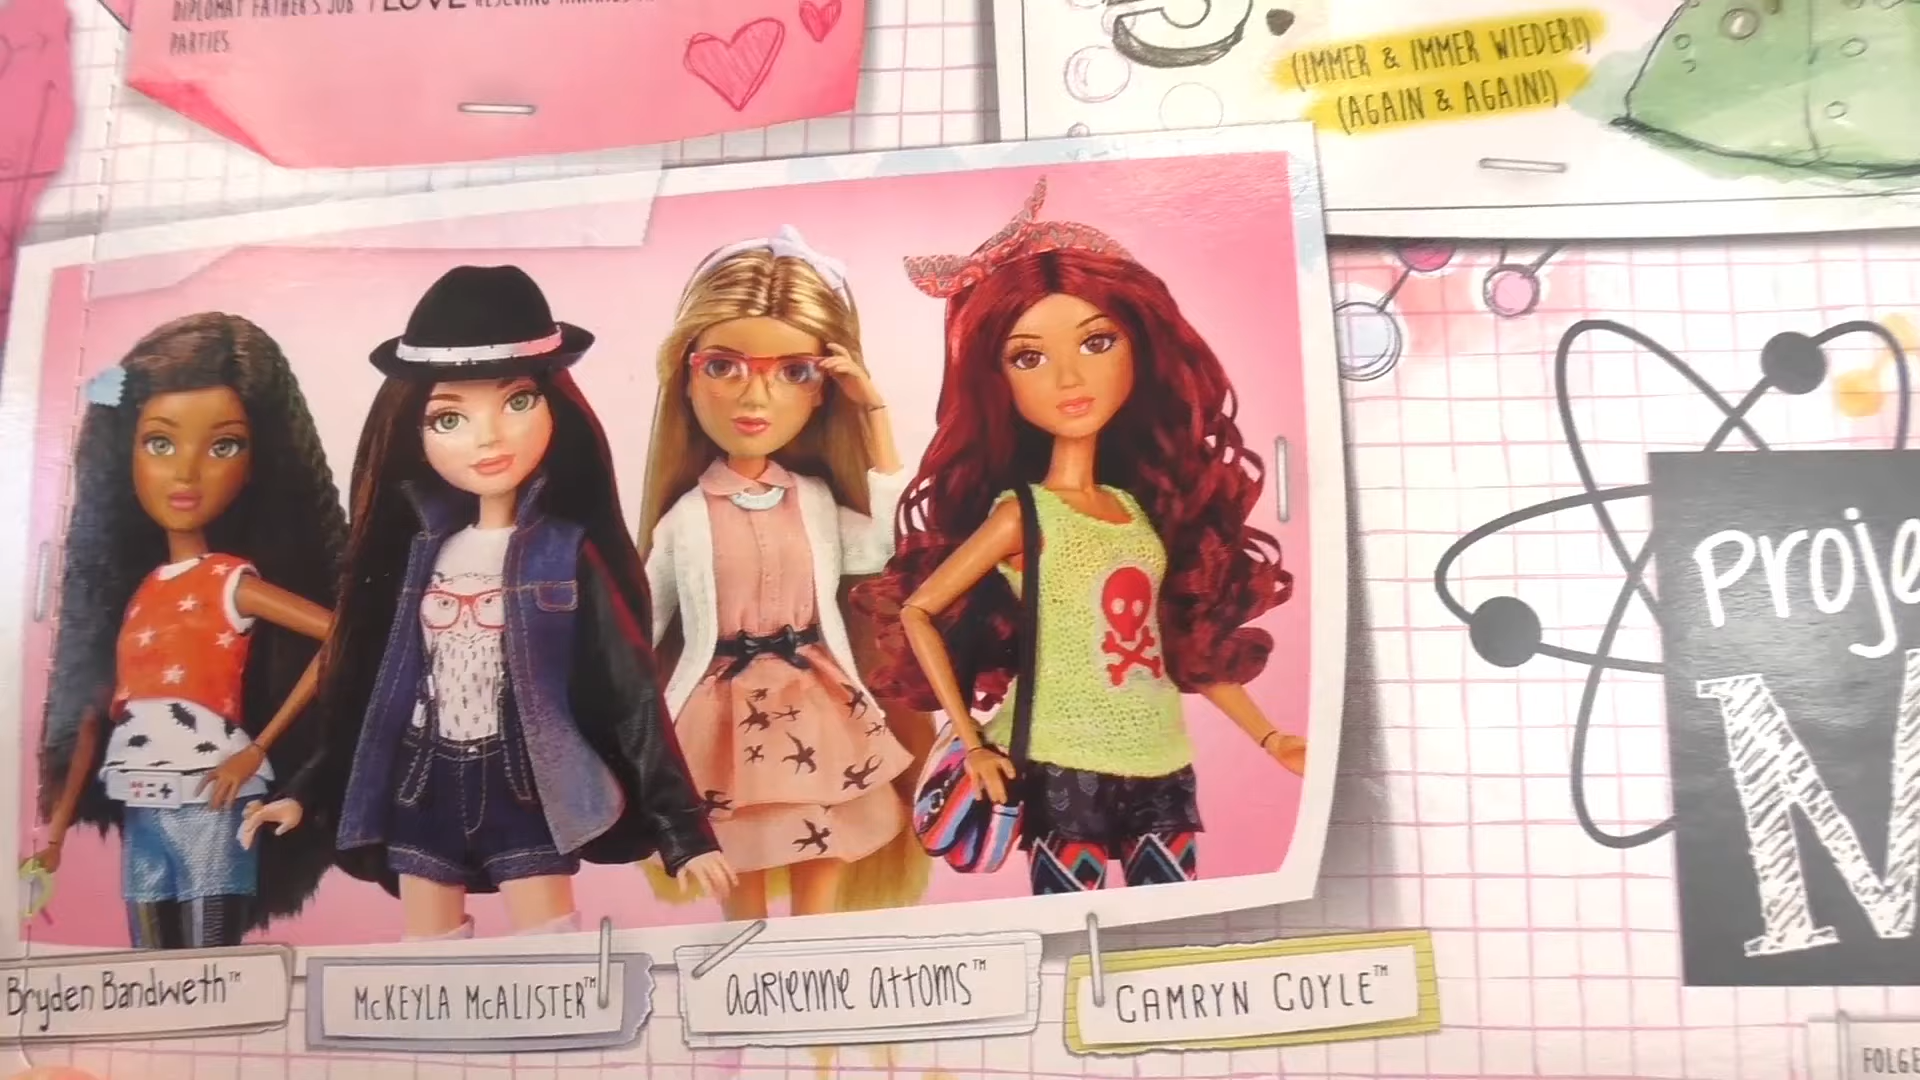 DIPLOMAT FATHER'S JOB I LOVE RESCUING
PARTIES
(IMMER & IMMER WIEDER!)
(AGAIN & AGAIN!)
Proje
M
Bryden Bandweth™
McKEYLA McALISTER™
adRienne attoms™
CAMRYN COYLE™
FOLGE